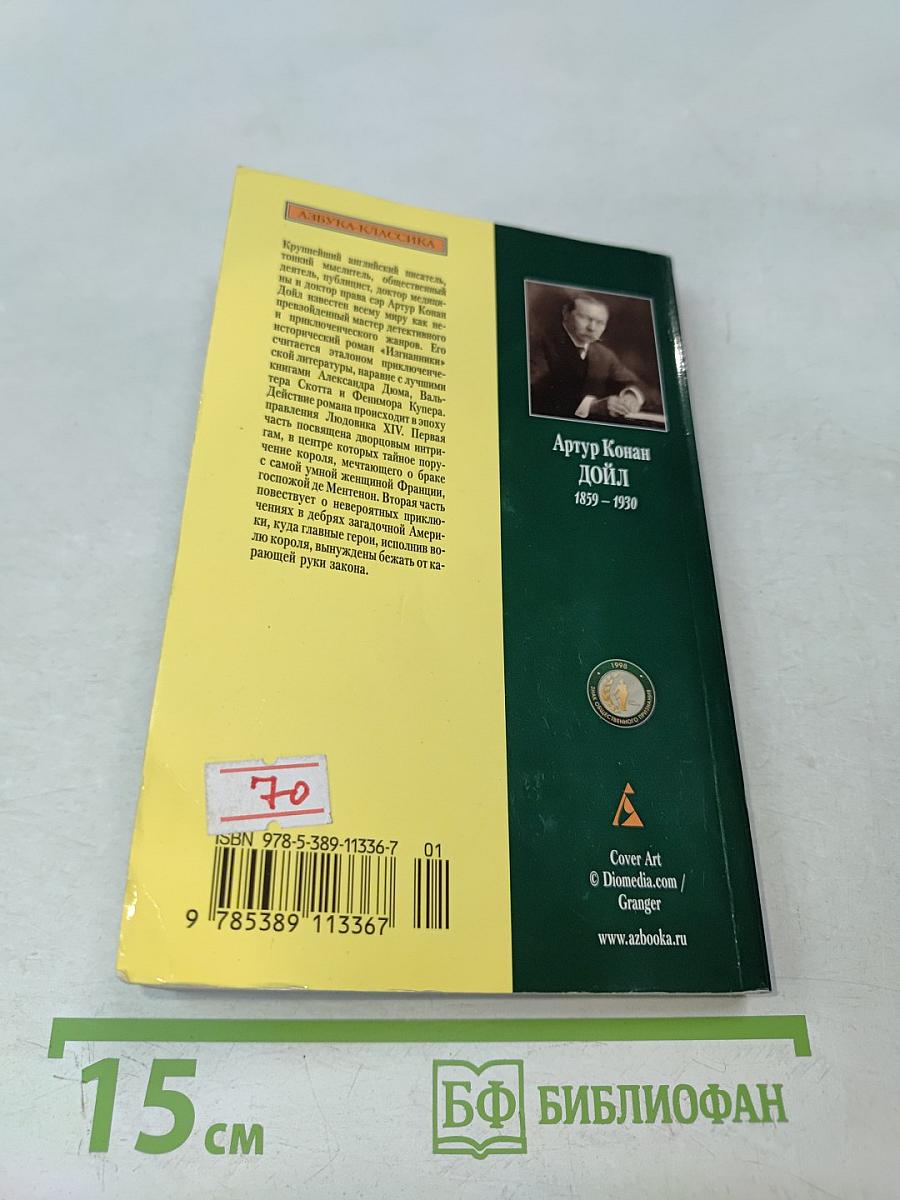 АЗБУКА-КЛАССИКА
Крупнейший английский писатель,
тонкий мыслитель, общественный
деятель, публицист, доктор медици-
ны и доктор права сэр Артур Конан
Дойл известен всему миру как не-
превзойденный мастер детективного
и приключенческого жанров. Его
исторический роман «Изгнанники»
считается эталоном приключенче-
ской литературы, наравне с лучшими
книгами Александра Дюма, Валь-
тера Скотта и Фенимора Купера.
Действие романа происходит в эпоху
правления Людовика XIV. Первая
часть посвящена дворцовым интри-
гам, в центре которых тайное пору-
чение короля, мечтающего о браке
с самой умной женщиной Франции,
госпожой де Ментенон. Вторая часть
повествует о невероятных приклю-
чениях в дебрях загадочной Амери-
ки, куда главные герои, исполнив во-
лю короля, вынуждены бежать от ка-
рающей руки закона.
70
ISBN 978-5-389-11336-7
01
9 785389 113367
Артур Конан
ДОЙЛ
1859 – 1930
1998
ЗНАК ОБЩЕСТВЕННОГО ПРИЗНАНИЯ
Cover Art
© Diomedia.com /
Granger
www.azbooka.ru
15 см
БФ БИБЛИОФАН